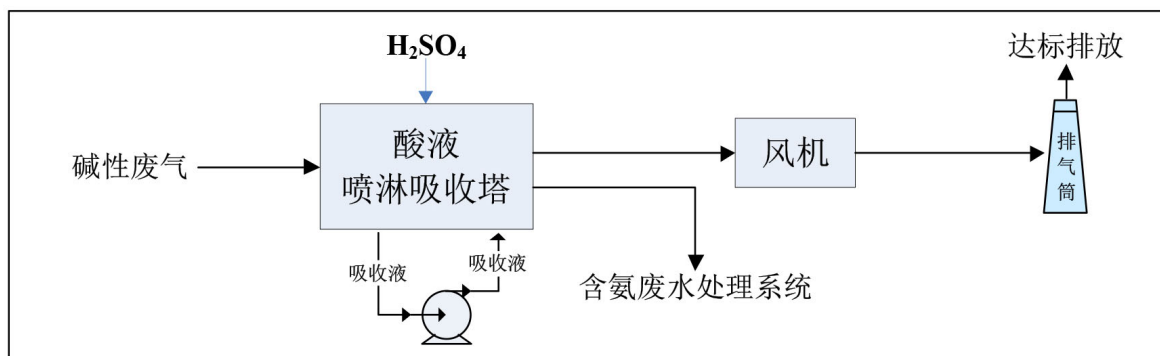 H₂SO₄
达标排放
碱性废气
酸液
喷淋吸收塔
风机
排气筒
吸收液
吸收液
含氨废水处理系统